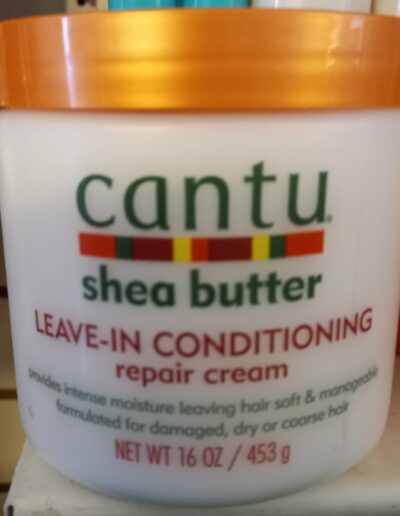 cantu
shea butter
LEAVE-IN CONDITIONING
repair cream
provides intense moisture leaving hair soft & manageable
formulated for damaged, dry or coarse hair
NET WT 16 OZ / 453 g